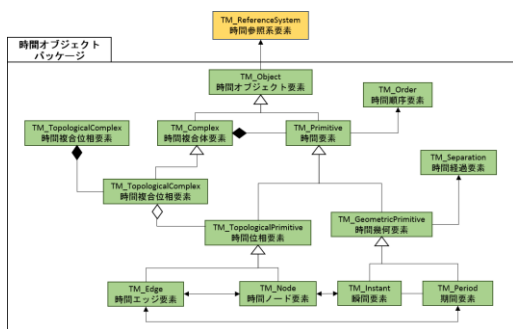 TM_ReferenceSystem
時間参照系要素
時間オブジェクト
パッケージ
TM_Object
時間オブジェクト要素
TM_Order
時間順序要素
TM_TopologicalComplex
時間複合位相要素
TM_Complex
時間複合体要素
TM_Primitive
時間要素
TM_Separation
時間経過要素
TM_TopologicalComplex
時間複合位相要素
TM_TopologicalPrimitive
時間位相要素
TM_GeometricPrimitive
時間幾何要素
TM_Edge
時間エッジ要素
TM_Node
時間ノード要素
TM_Instant
瞬間要素
TM_Period
期間要素